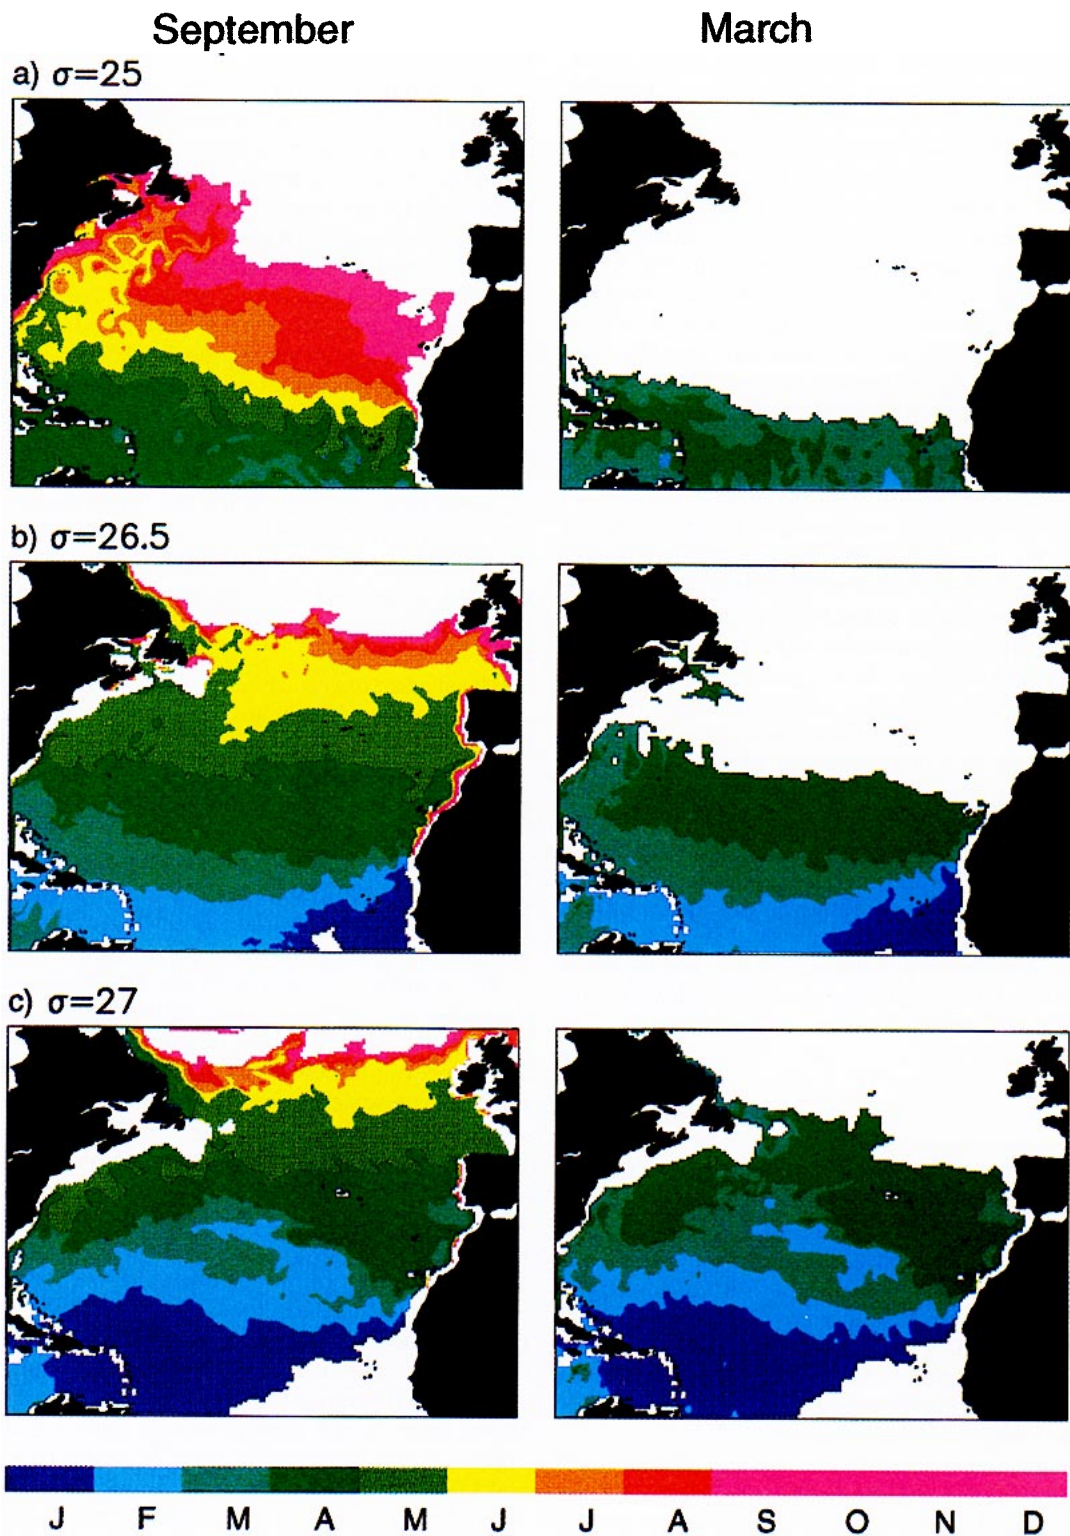 September March
a) σ=25
b) σ=26.5
c) σ=27
J F M A M J J A S O N D